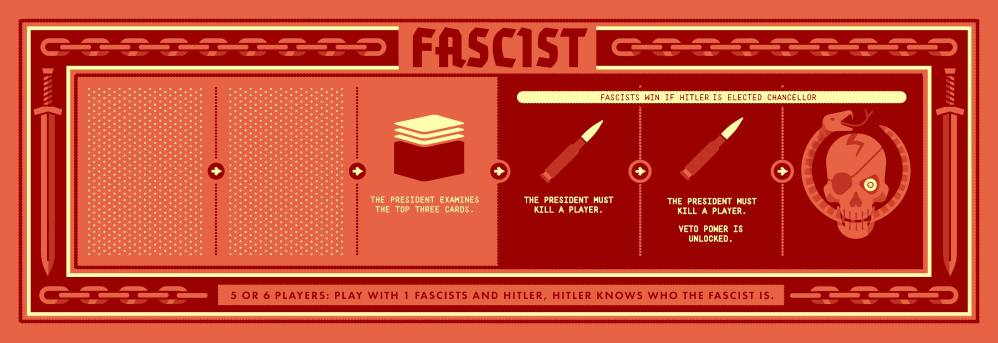 FASCIST
FASCISTS WIN IF HITLER IS ELECTED CHANCELLOR
THE PRESIDENT EXAMINES
THE TOP THREE CARDS.
THE PRESIDENT MUST
KILL A PLAYER.
THE PRESIDENT MUST
KILL A PLAYER.
VETO POWER IS
UNLOCKED.
5 OR 6 PLAYERS: PLAY WITH 1 FASCISTS AND HITLER, HITLER KNOWS WHO THE FASCIST IS.